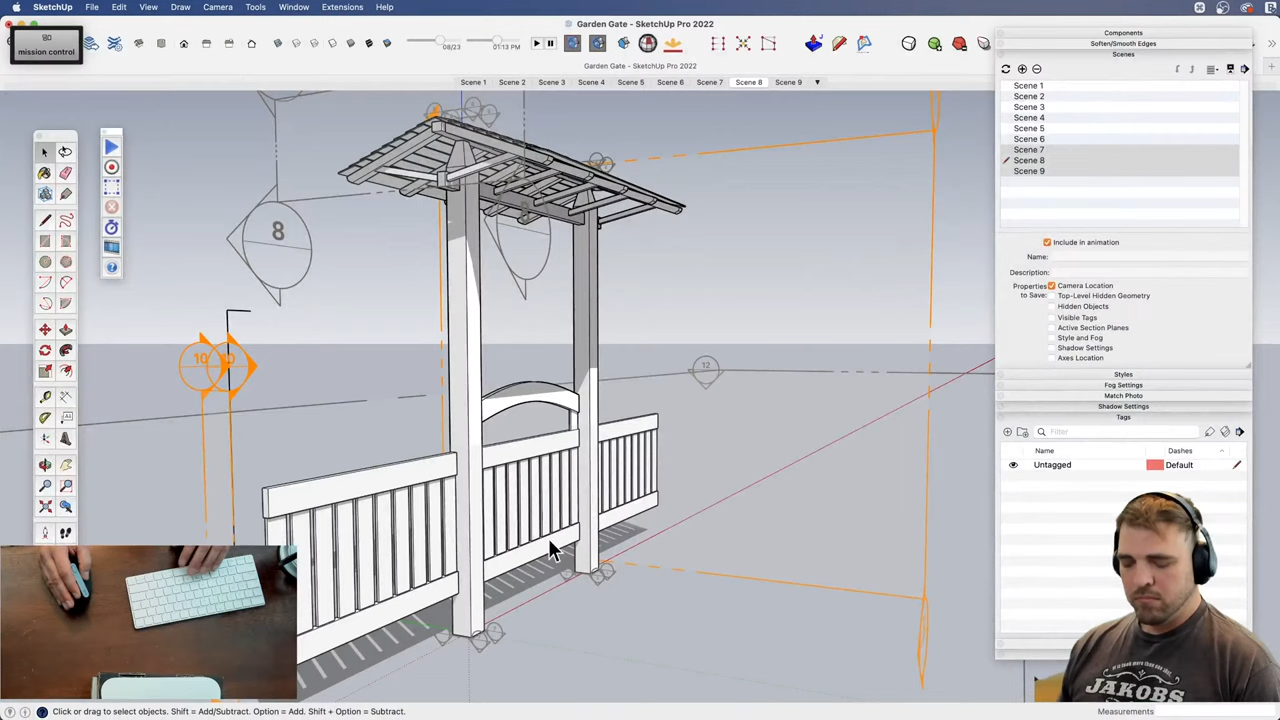 SketchUp File Edit View Draw Camera Tools Window Extensions Help
Garden Gate - SketchUp Pro 2022
mission control
08/23
01:13 PM
Garden Gate - SketchUp Pro 2022
Scene 1 Scene 2 Scene 3 Scene 4 Scene 5 Scene 6 Scene 7 Scene 8 Scene 9
8
10
12
Components
Soften/Smooth Edges
Scenes
Scene 1
Scene 2
Scene 3
Scene 4
Scene 5
Scene 6
Scene 7
Scene 8
Scene 9
Include in animation
Name:
Description:
Properties to Save:
Camera Location
Top-Level Hidden Geometry
Hidden Objects
Visible Tags
Active Section Planes
Style and Fog
Shadow Settings
Axes Location
Styles
Fog Settings
Match Photo
Shadow Settings
Tags
Filter
Name Dashes
Untagged Default
JAKOBS
Click or drag to select objects. Shift = Add/Subtract. Option = Add. Shift + Option = Subtract.
Measurements